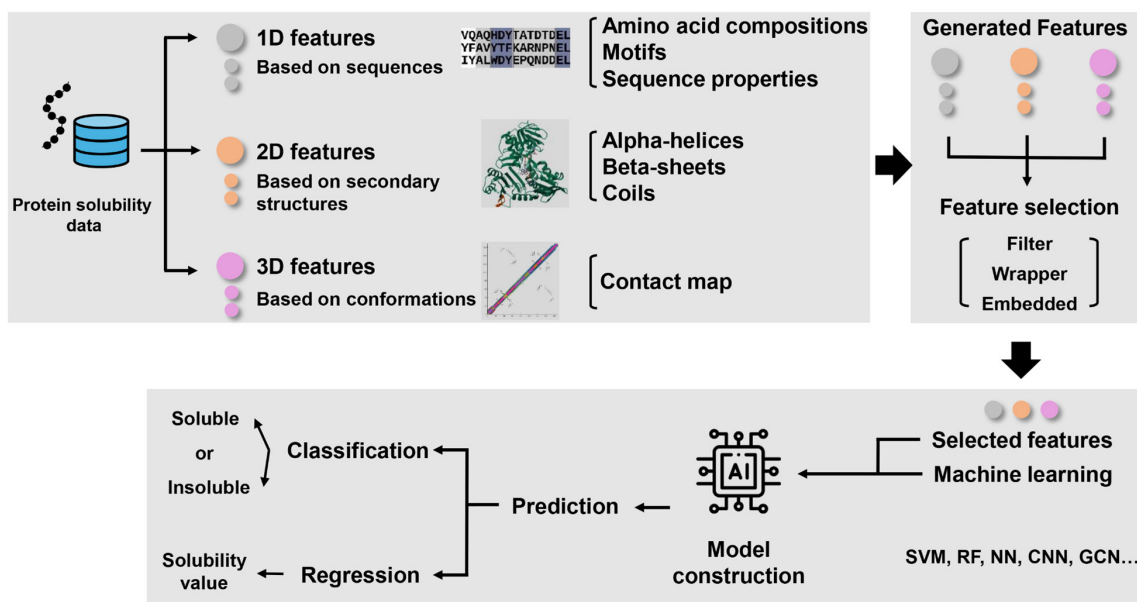 Protein solubility
data
1D features
Based on sequences
VQAQHDYTATDTDEL
YFAVYTFKARNPNEL
IYALWDYEPQNDDEL
Amino acid compositions
Motifs
Sequence properties
2D features
Based on secondary
structures
Alpha-helices
Beta-sheets
Coils
3D features
Based on conformations
Contact map
Generated Features
Feature selection
Filter
Wrapper
Embedded
Selected features
Machine learning
SVM, RF, NN, CNN, GCN...
AI
Model
construction
Prediction
Classification
Soluble
or
Insoluble
Regression
Solubility
value